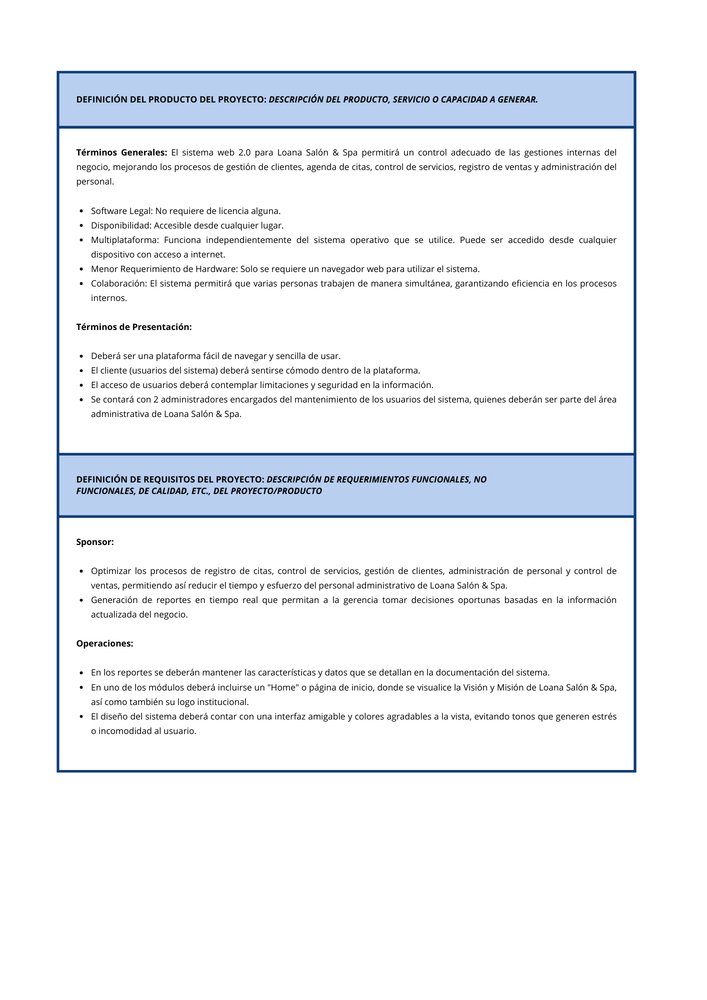 DEFINICIÓN DEL PRODUCTO DEL PROYECTO: DESCRIPCIÓN DEL PRODUCTO, SERVICIO O CAPACIDAD A GENERAR.
Términos Generales: El sistema web 2.0 para Loana Salón & Spa permitirá un control adecuado de las gestiones internas del
negocio, mejorando los procesos de gestión de clientes, agenda de citas, control de servicios, registro de ventas y administración del
personal.
• Software Legal: No requiere de licencia alguna.
• Disponibilidad: Accesible desde cualquier lugar.
• Multiplataforma: Funciona independientemente del sistema operativo que se utilice. Puede ser accedido desde cualquier
dispositivo con acceso a internet.
• Menor Requerimiento de Hardware: Solo se requiere un navegador web para utilizar el sistema.
• Colaboración: El sistema permitirá que varias personas trabajen de manera simultánea, garantizando eficiencia en los procesos
internos.
Términos de Presentación:
• Deberá ser una plataforma fácil de navegar y sencilla de usar.
• El cliente (usuarios del sistema) deberá sentirse cómodo dentro de la plataforma.
• El acceso de usuarios deberá contemplar limitaciones y seguridad en la información.
• Se contará con 2 administradores encargados del mantenimiento de los usuarios del sistema, quienes deberán ser parte del área
administrativa de Loana Salón & Spa.
DEFINICIÓN DE REQUISITOS DEL PROYECTO: DESCRIPCIÓN DE REQUERIMIENTOS FUNCIONALES, NO
FUNCIONALES, DE CALIDAD, ETC., DEL PROYECTO/PRODUCTO
Sponsor:
• Optimizar los procesos de registro de citas, control de servicios, gestión de clientes, administración de personal y control de
ventas, permitiendo así reducir el tiempo y esfuerzo del personal administrativo de Loana Salón & Spa.
• Generación de reportes en tiempo real que permitan a la gerencia tomar decisiones oportunas basadas en la información
actualizada del negocio.
Operaciones:
• En los reportes se deberán mantener las características y datos que se detallan en la documentación del sistema.
• En uno de los módulos deberá incluirse un "Home" o página de inicio, donde se visualice la Visión y Misión de Loana Salón & Spa,
así como también su logo institucional.
• El diseño del sistema deberá contar con una interfaz amigable y colores agradables a la vista, evitando tonos que generen estrés
o incomodidad al usuario.